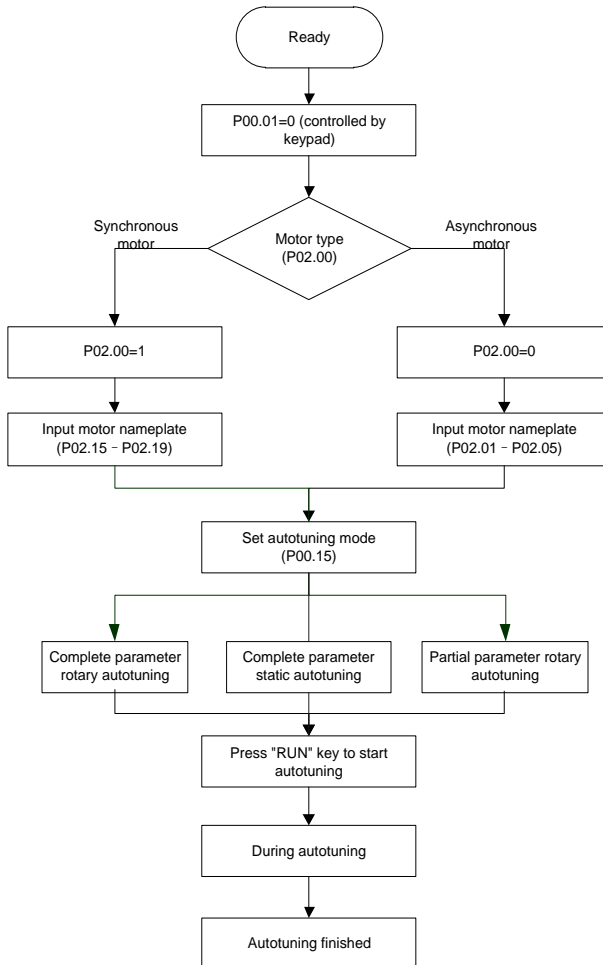 Ready
P00.01=0 (controlled by
keypad)
Synchronous
motor
Motor type
(P02.00)
Asynchronous
motor
P02.00=1
P02.00=0
Input motor nameplate
(P02.15–P02.19)
Input motor nameplate
(P02.01–P02.05)
Set autotuning mode
(P00.15)
Complete parameter
rotary autotuning
Complete parameter
static autotuning
Partial parameter rotary
autotuning
Press "RUN" key to start
autotuning
During autotuning
Autotuning finished